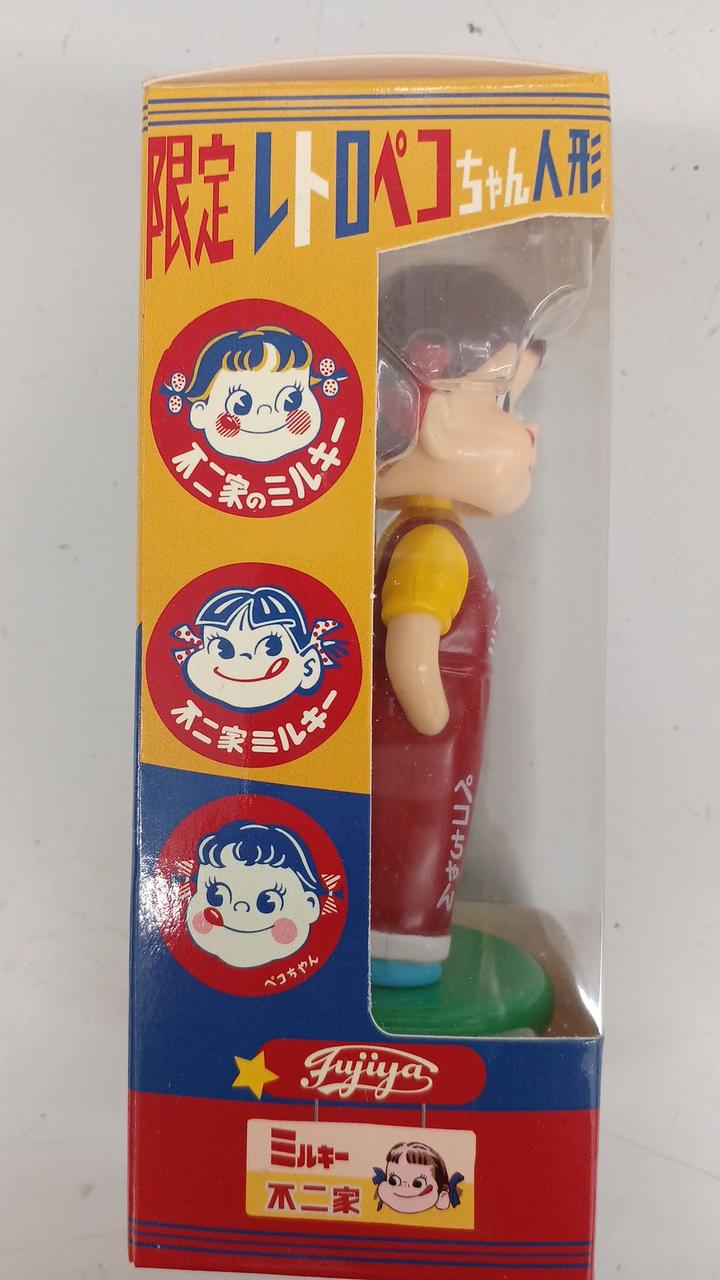 限定レトロペコちゃん人形
不二家のミルキー
不二家ミルキー
ペコちゃん
ペコちゃん
Fujiya
ミルキー
不二家